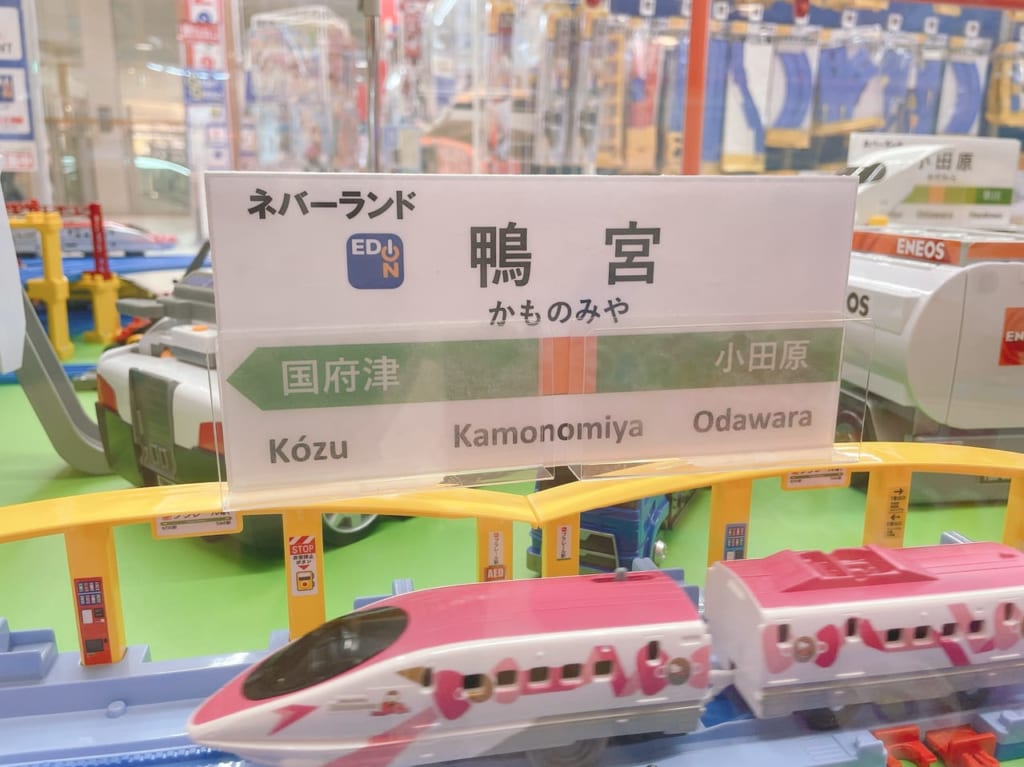 ネバーランド
EDION
鴨宮
かものみや
国府津
小田原
Kózu
Kamonomiya
Odawara
小田原
ENEOS
OS
STOP
AED